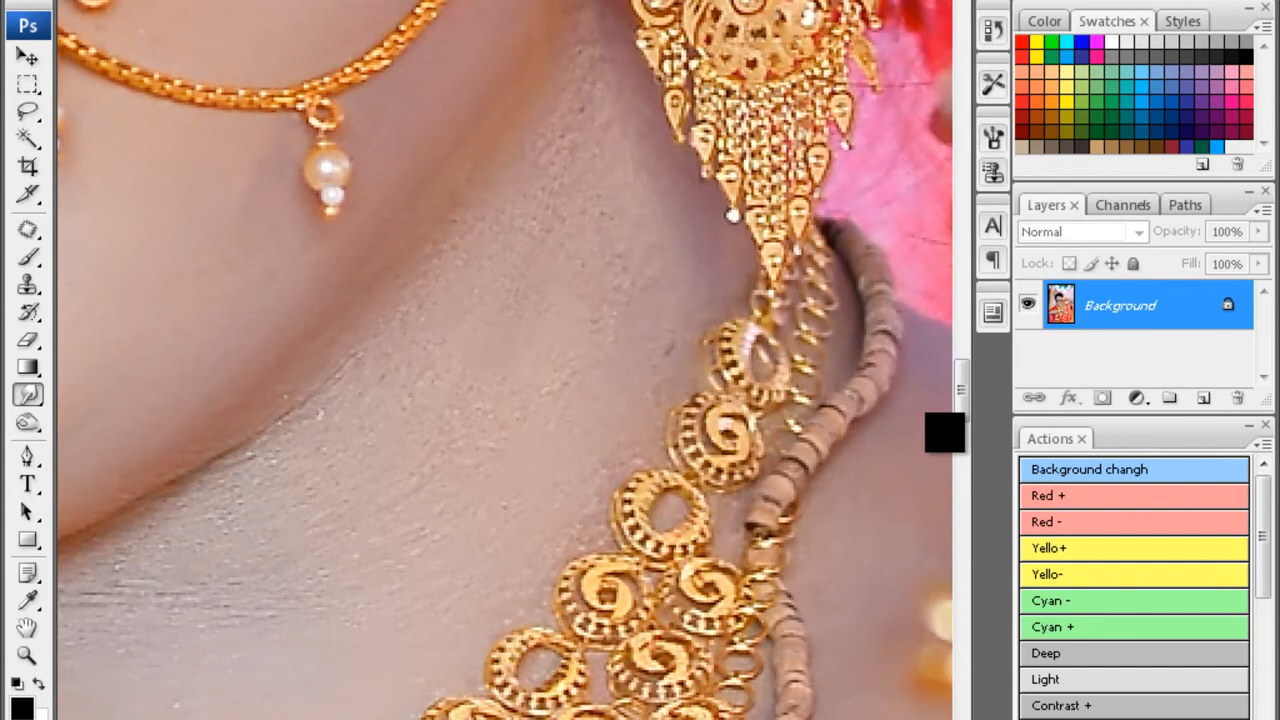 Ps
Color
Swatches ×
Styles
Layers ×
Channels
Paths
Normal
Opacity: 100%
Lock:
Fill: 100%
Background
Actions ×
Background changh
Red +
Red -
Yello+
Yello-
Cyan -
Cyan +
Deep
Light
Contrast +
T
A